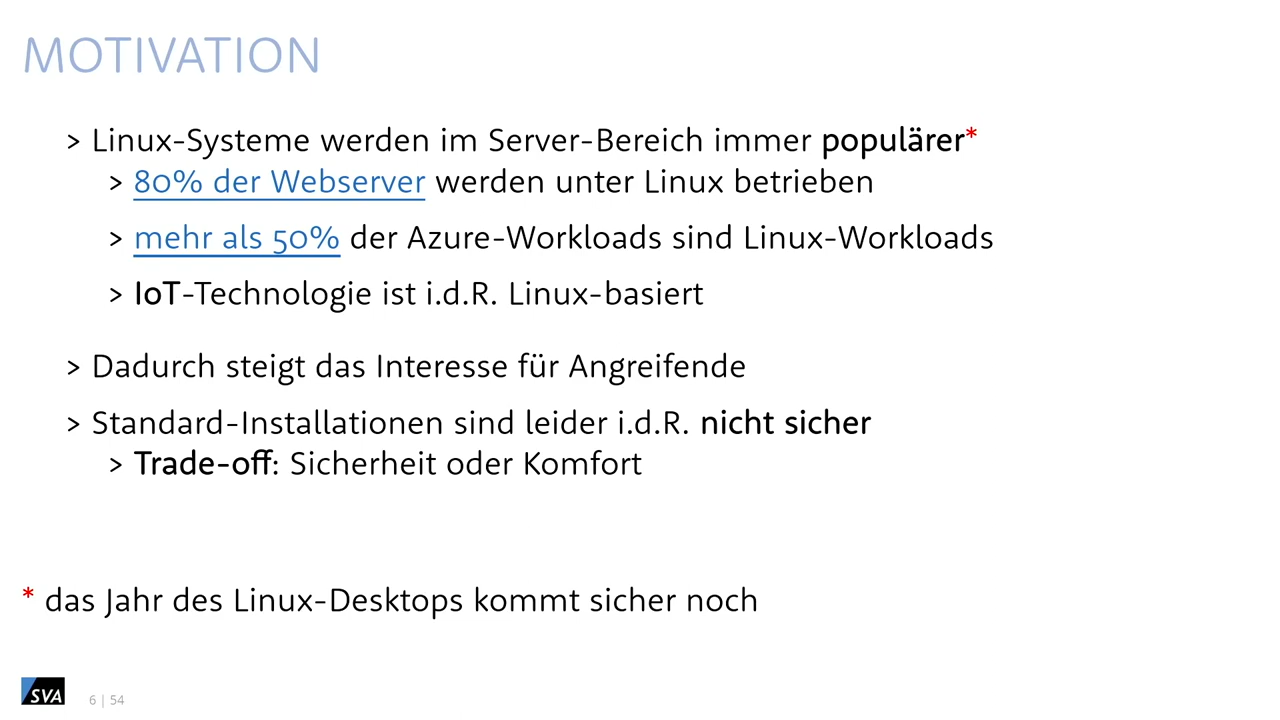 MOTIVATION
> Linux-Systeme werden im Server-Bereich immer populärer*
> 80% der Webserver werden unter Linux betrieben
> mehr als 50% der Azure-Workloads sind Linux-Workloads
> IoT-Technologie ist i.d.R. Linux-basiert
> Dadurch steigt das Interesse für Angreifende
> Standard-Installationen sind leider i.d.R. nicht sicher
> Trade-off: Sicherheit oder Komfort
* das Jahr des Linux-Desktops kommt sicher noch
SVA 6 | 54